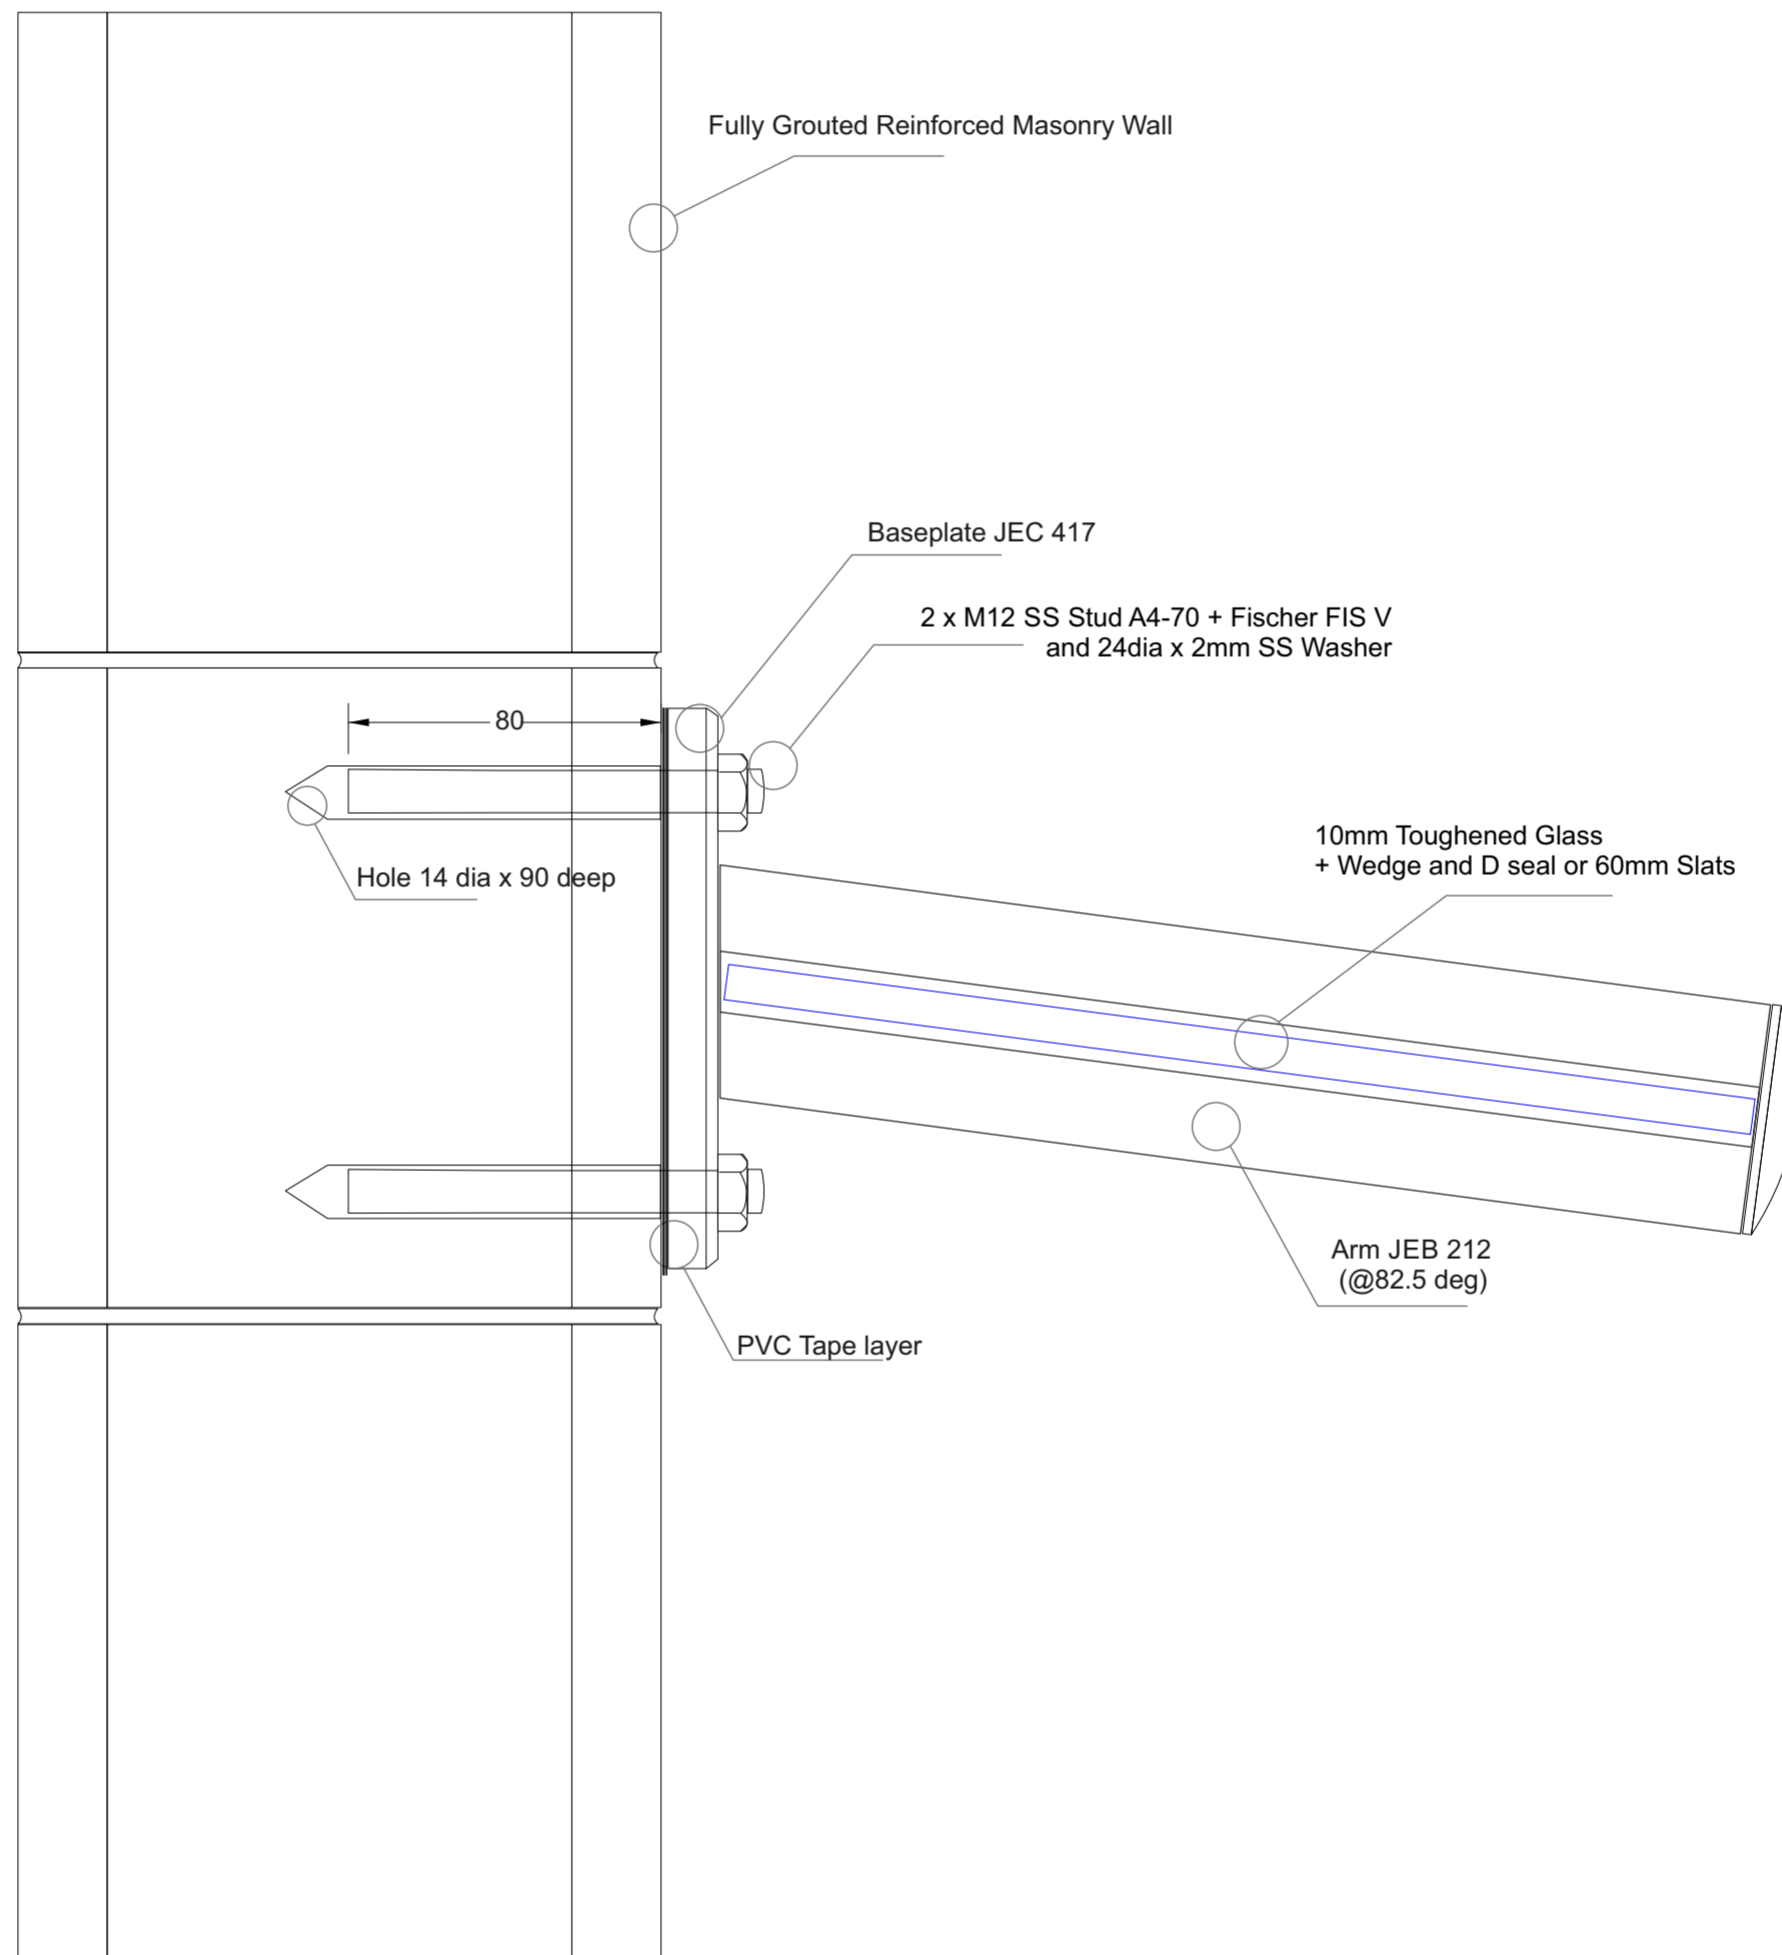 Fully Grouted Reinforced Masonry Wall
Baseplate JEC 417
2 x M12 SS Stud A4-70 + Fischer FIS V
and 24dia x 2mm SS Washer
80
Hole 14 dia x 90 deep
10mm Toughened Glass
+ Wedge and D seal or 60mm Slats
Arm JEB 212
(@82.5 deg)
PVC Tape layer